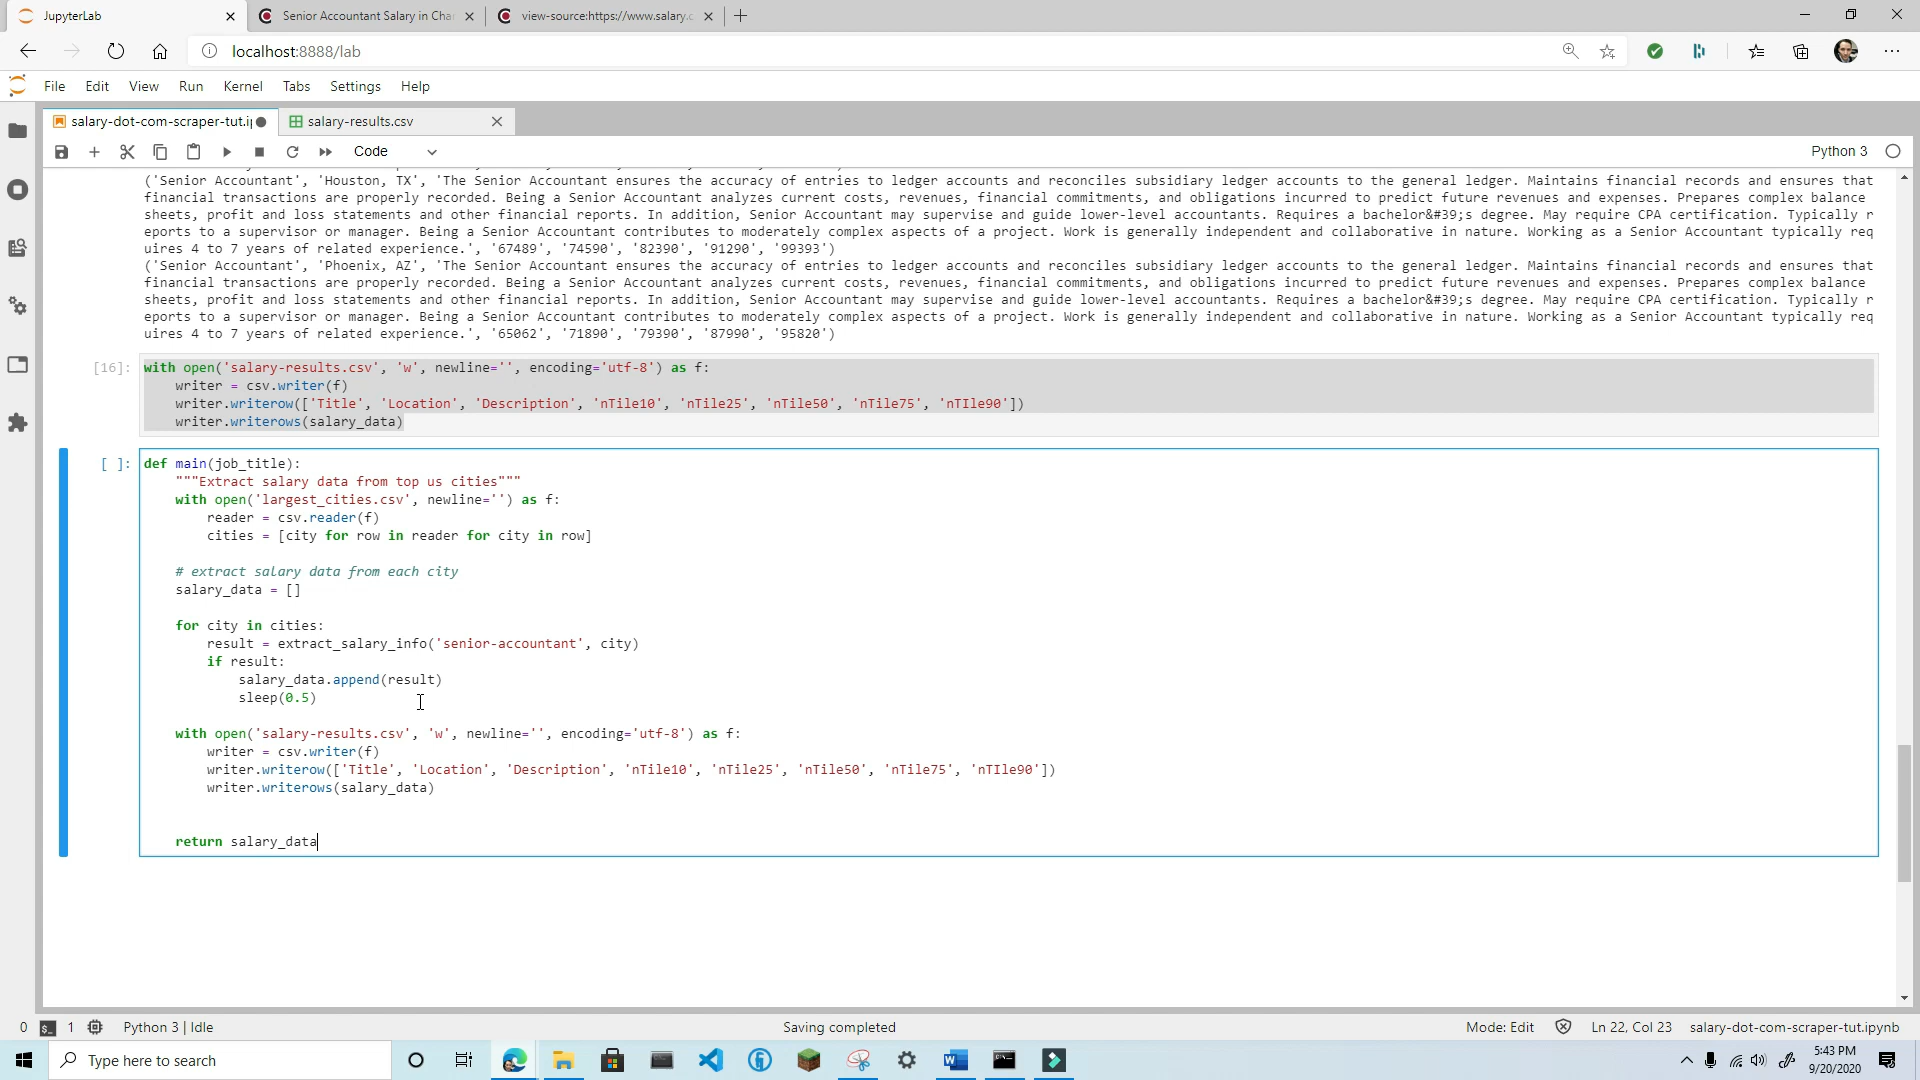 JupyterLab
Senior Accountant Salary in Cha
view-source:https://www.salary.c
localhost:8888/lab
File Edit View Run Kernel Tabs Settings Help
salary-dot-com-scraper-tut.i
salary-results.csv
Code
Python 3
('Senior Accountant', 'Houston, TX', 'The Senior Accountant ensures the accuracy of entries to ledger accounts and reconciles subsidiary ledger accounts to the general ledger. Maintains financial records and ensures that
financial transactions are properly recorded. Being a Senior Accountant analyzes current costs, revenues, financial commitments, and obligations incurred to predict future revenues and expenses. Prepares complex balance
sheets, profit and loss statements and other financial reports. In addition, Senior Accountant may supervise and guide lower-level accountants. Requires a bachelor&#39;s degree. May require CPA certification. Typically r
eports to a supervisor or manager. Being a Senior Accountant contributes to moderately complex aspects of a project. Work is generally independent and collaborative in nature. Working as a Senior Accountant typically req
uires 4 to 7 years of related experience.', '67489', '74590', '82390', '91290', '99393')
('Senior Accountant', 'Phoenix, AZ', 'The Senior Accountant ensures the accuracy of entries to ledger accounts and reconciles subsidiary ledger accounts to the general ledger. Maintains financial records and ensures that
financial transactions are properly recorded. Being a Senior Accountant analyzes current costs, revenues, financial commitments, and obligations incurred to predict future revenues and expenses. Prepares complex balance
sheets, profit and loss statements and other financial reports. In addition, Senior Accountant may supervise and guide lower-level accountants. Requires a bachelor&#39;s degree. May require CPA certification. Typically r
eports to a supervisor or manager. Being a Senior Accountant contributes to moderately complex aspects of a project. Work is generally independent and collaborative in nature. Working as a Senior Accountant typically req
uires 4 to 7 years of related experience.', '65062', '71890', '79390', '87990', '95820')
[16]: with open('salary-results.csv', 'w', newline='', encoding='utf-8') as f:
    writer = csv.writer(f)
    writer.writerow(['Title', 'Location', 'Description', 'nTile10', 'nTile25', 'nTile50', 'nTile75', 'nTIle90'])
    writer.writerows(salary_data)
[ ]: def main(job_title):
    """Extract salary data from top us cities"""
    with open('largest_cities.csv', newline='') as f:
        reader = csv.reader(f)
        cities = [city for row in reader for city in row]
    # extract salary data from each city
    salary_data = []
    for city in cities:
        result = extract_salary_info('senior-accountant', city)
        if result:
            salary_data.append(result)
            sleep(0.5)
    with open('salary-results.csv', 'w', newline='', encoding='utf-8') as f:
        writer = csv.writer(f)
        writer.writerow(['Title', 'Location', 'Description', 'nTile10', 'nTile25', 'nTile50', 'nTile75', 'nTIle90'])
        writer.writerows(salary_data)
    return salary_data
0 $_ 1 Python 3 | Idle
Saving completed
Mode: Edit Ln 22, Col 23 salary-dot-com-scraper-tut.ipynb
Type here to search
5:43 PM
9/20/2020